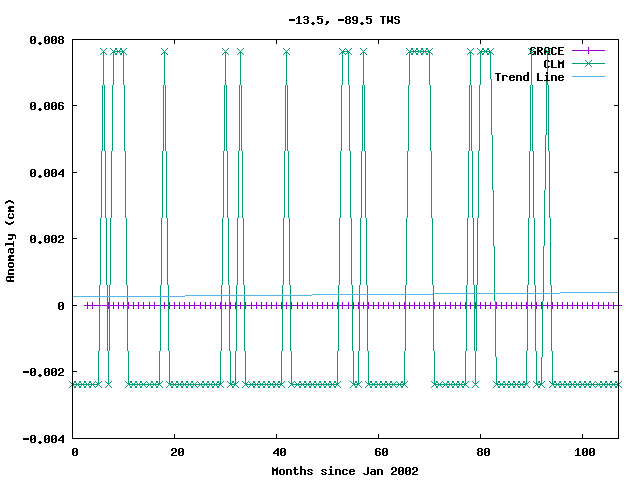 -13.5, -89.5 TWS
GRACE
CLM
Trend Line
0.008
0.006
0.004
0.002
0
-0.002
-0.004
Anomaly (cm)
0 20 40 60 80 100
Months since Jan 2002